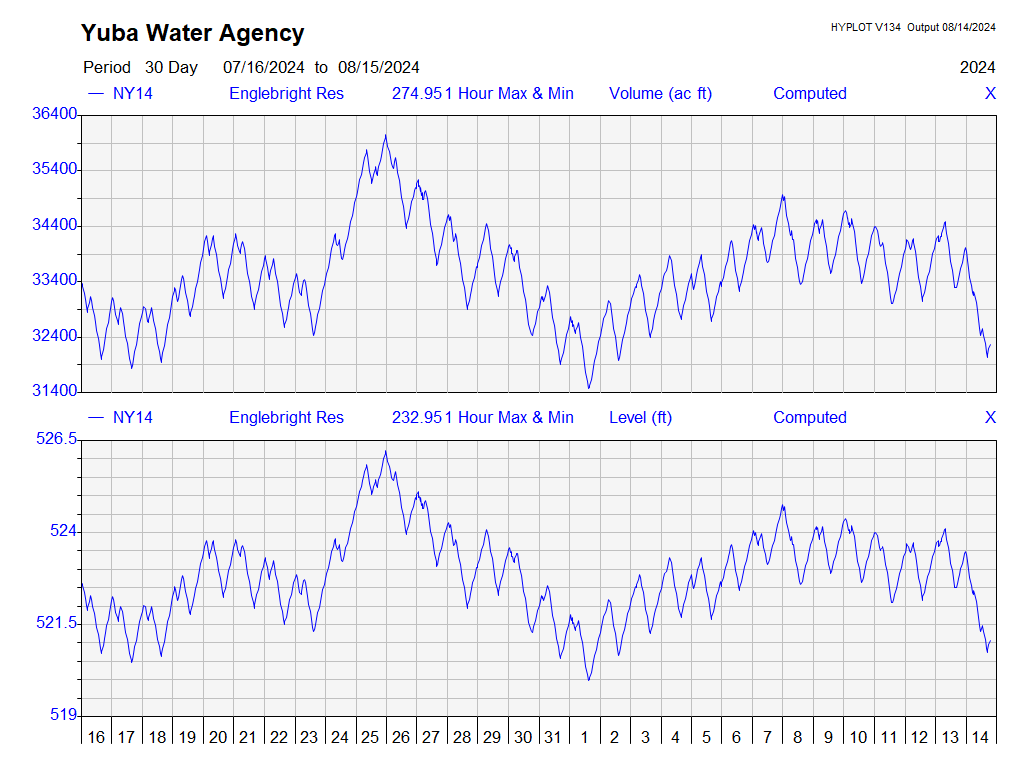 Yuba Water Agency
HYPLOT V134 Output 08/14/2024
Period 30 Day 07/16/2024 to 08/15/2024 2024
— NY14 Englebright Res 274.951 Hour Max & Min Volume (ac ft) Computed X
36400
35400
34400
33400
32400
31400
— NY14 Englebright Res 232.951 Hour Max & Min Level (ft) Computed X
526.5
524
521.5
519
16 17 18 19 20 21 22 23 24 25 26 27 28 29 30 31 1 2 3 4 5 6 7 8 9 10 11 12 13 14